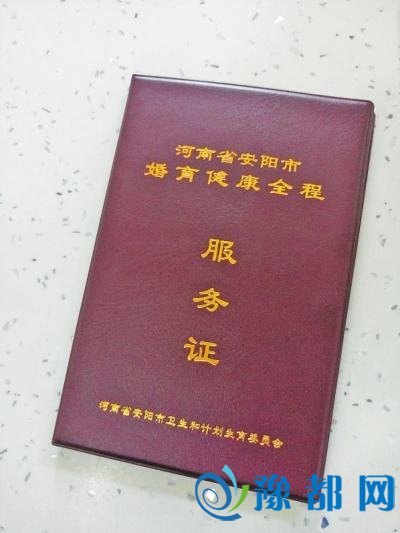 河南省安阳市
婚育健康全程
服
务
证
河南省安阳市卫生和计划生育委员会
豫都网